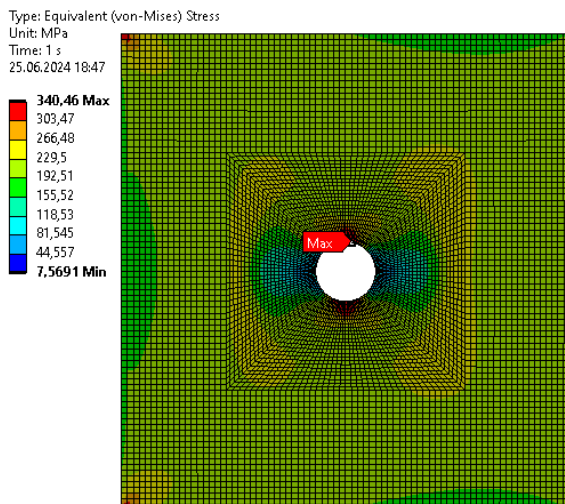 Type: Equivalent (von-Mises) Stress
Unit: MPa
Time: 1 s
25.06.2024 18:47
340,46 Max
303,47
266,48
229,5
192,51
155,52
118,53
81,545
44,557
7,5691 Min
Max